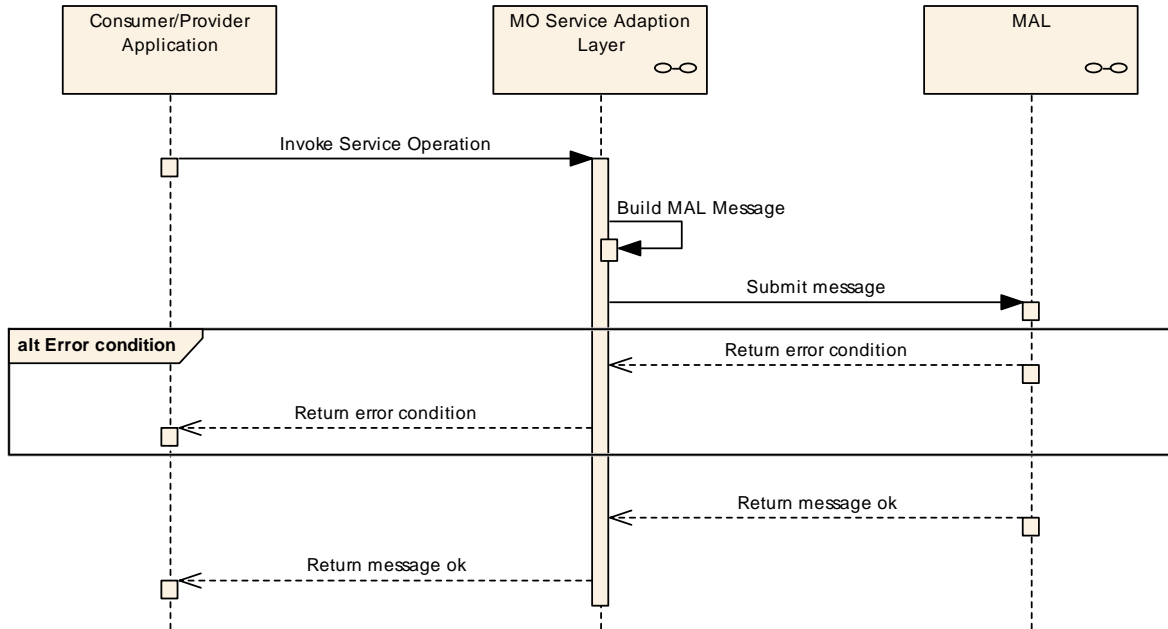 Consumer/Provider
Application
MO Service Adaption
Layer
MAL
Invoke Service Operation
Build MAL Message
Submit message
alt Error condition
Return error condition
Return error condition
Return message ok
Return message ok